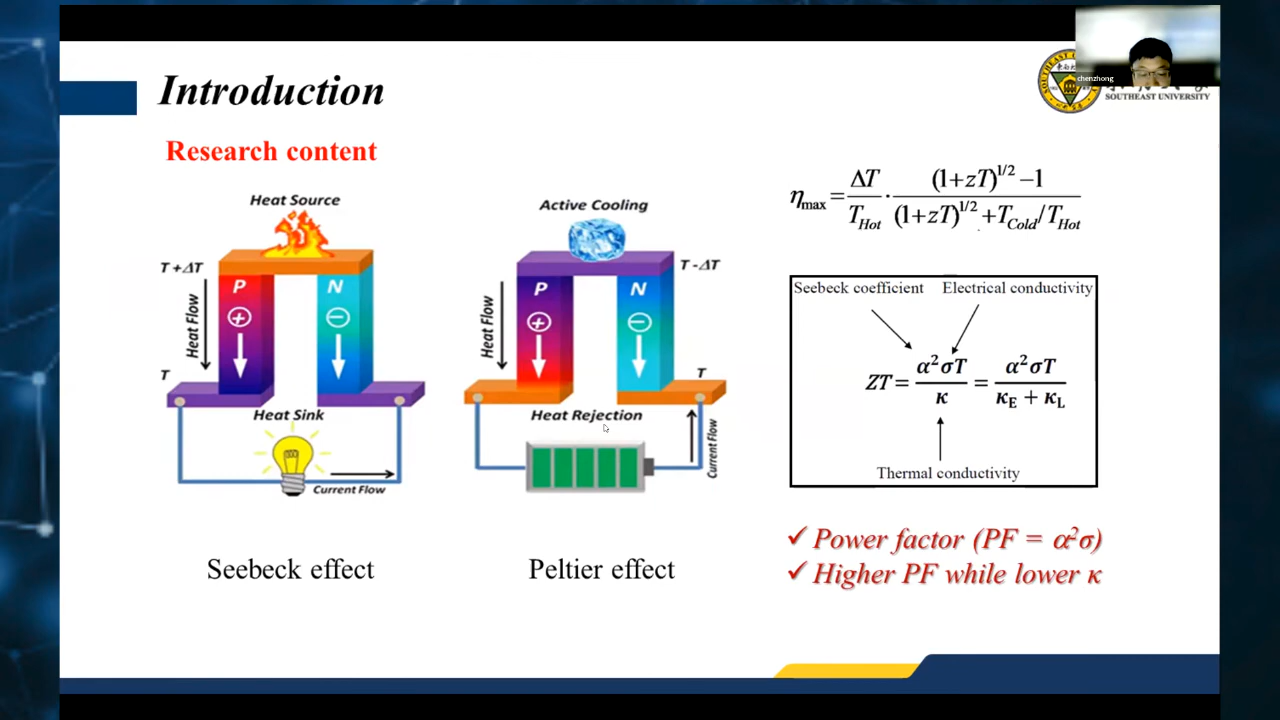 Introduction
chenzhong
SOUTHEAST UNIVERSITY
Research content
Heat Source
T + ΔT
P
N
Heat Flow
T
Heat Sink
Current Flow
Seebeck effect
Active Cooling
T - ΔT
P
N
Heat Flow
T
Heat Rejection
Current Flow
Peltier effect
η_max = ΔT/T_Hot · ((1+zT)^1/2 −1)/((1+zT)^1/2 + T_Cold/T_Hot)
Seebeck coefficient Electrical conductivity
ZT = α²σT/κ = α²σT/(κ_E + κ_L)
Thermal conductivity
✓ Power factor (PF = α²σ)
✓ Higher PF while lower κ